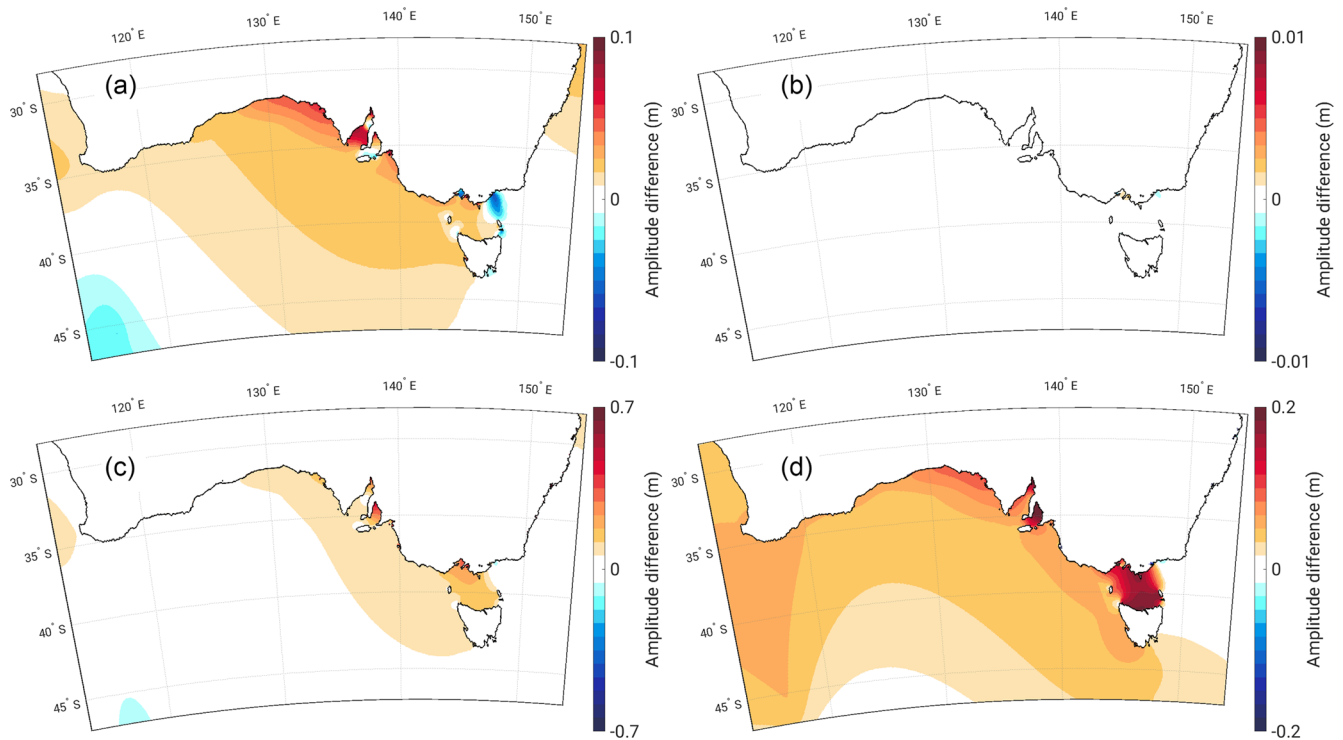 120° E
130° E
140° E
150° E
30° S
35° S
40° S
45° S
(a)
0.1
0
-0.1
Amplitude difference (m)
120° E
130° E
140° E
150° E
30° S
35° S
40° S
45° S
(b)
0.01
0
-0.01
Amplitude difference (m)
120° E
130° E
140° E
150° E
30° S
35° S
40° S
45° S
(c)
0.7
0
-0.7
Amplitude difference (m)
120° E
130° E
140° E
150° E
30° S
35° S
40° S
45° S
(d)
0.2
0
-0.2
Amplitude difference (m)